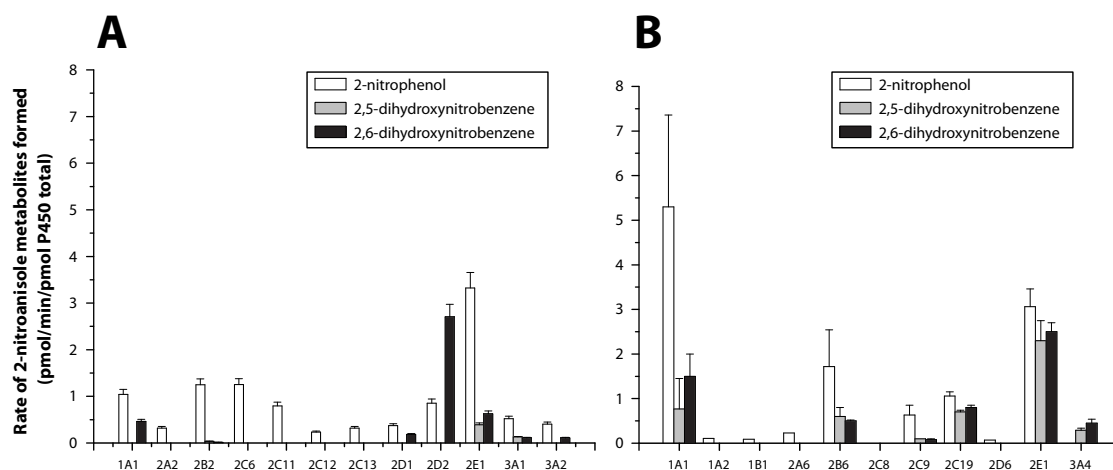 A
B
Rate of 2-nitroanisole metabolites formed
(pmol/min/pmol P450 total)
8
7
6
5
4
3
2
1
0
2-nitrophenol
2,5-dihydroxynitrobenzene
2,6-dihydroxynitrobenzene
1A1 2A2 2B2 2C6 2C11 2C12 2C13 2D1 2D2 2E1 3A1 3A2
8
7
6
5
4
3
2
1
0
2-nitrophenol
2,5-dihydroxynitrobenzene
2,6-dihydroxynitrobenzene
1A1 1A2 1B1 2A6 2B6 2C8 2C9 2C19 2D6 2E1 3A4